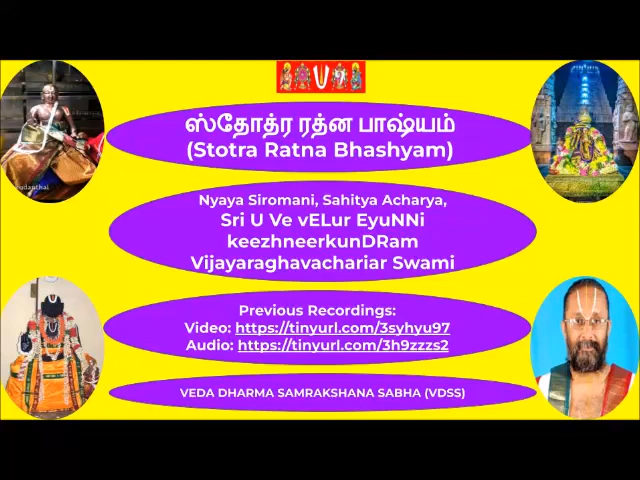 ஸ்தோத்ர ரத்ன பாஷ்யம்
(Stotra Ratna Bhashyam)
Nyaya Siromani, Sahitya Acharya,
Sri U Ve vELur EyuNNi
keezhneerkunDRam
Vijayaraghavachariar Swami
Previous Recordings:
Video: https://tinyurl.com/3syhyu97
Audio: https://tinyurl.com/3h9zzzs2
VEDA DHARMA SAMRAKSHANA SABHA (VDSS)